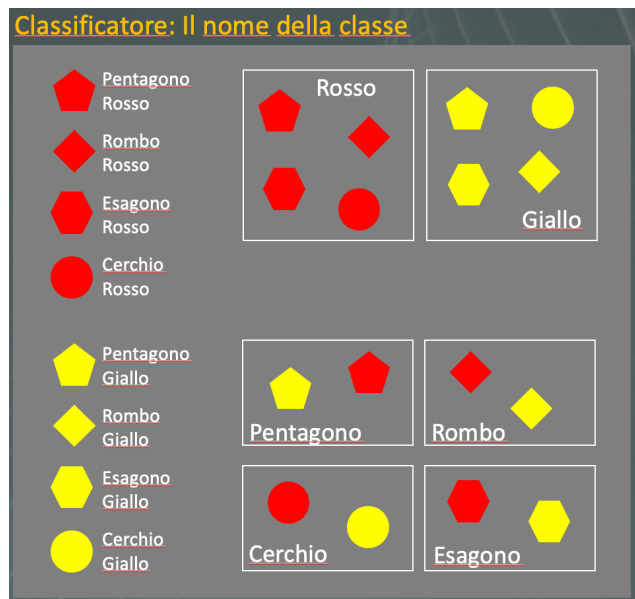 Classificatore: Il nome della classe
Pentagono
Rosso
Rombo
Rosso
Esagono
Rosso
Cerchio
Rosso
Rosso
Giallo
Pentagono
Giallo
Rombo
Giallo
Esagono
Giallo
Cerchio
Giallo
Pentagono
Rombo
Cerchio
Esagono